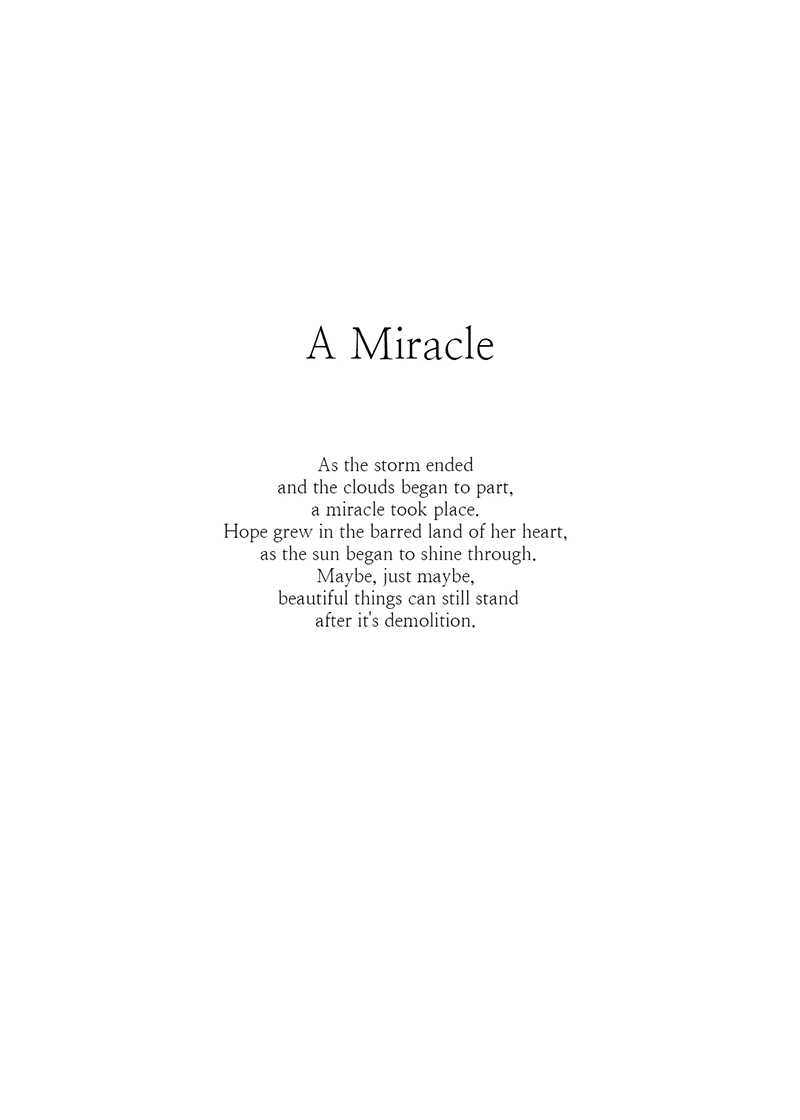 A Miracle
As the storm ended
and the clouds began to part,
a miracle took place.
Hope grew in the barred land of her heart,
as the sun began to shine through.
Maybe, just maybe,
beautiful things can still stand
after it's demolition.